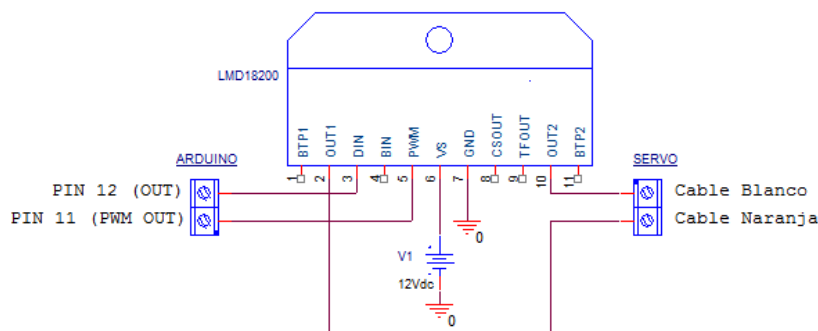 LMD18200
BTP1
OUT1
DIN
BIN
PWM
VS
GND
CSOUT
TFOUT
OUT2
BTP2
1
2
3
4
5
6
7
8
9
10
11
ARDUINO
PIN 12 (OUT)
PIN 11 (PWM OUT)
SERVO
Cable Blanco
Cable Naranja
0
V1
12Vdc
0